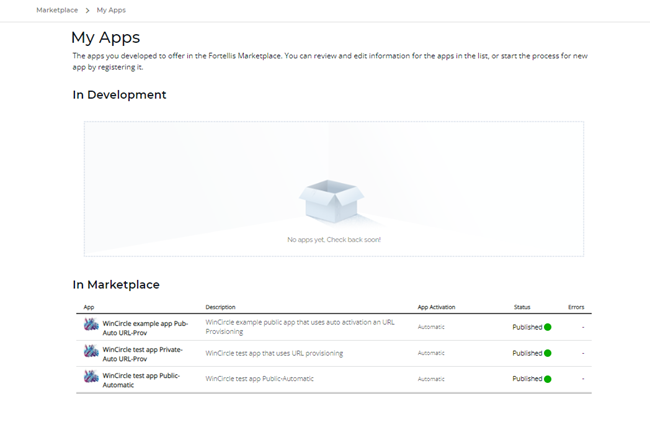 Marketplace > My Apps
My Apps
The apps you developed to offer in the Fortellis Marketplace. You can review and edit information for the apps in the list, or start the process for new
app by registering it.
In Development
No apps yet. Check back soon!
In Marketplace
App Description App Activation Status Errors
WinCircle example app Pub- WinCircle example public app that uses auto activation an URL
Auto URL-Prov Provisioning Automatic Published -
WinCircle test app Private- WinCircle test app that uses URL provisioning Automatic Published -
Auto URL-Prov
WinCircle test app Public- WinCircle test app Public-Automatic Automatic Published -
Automatic